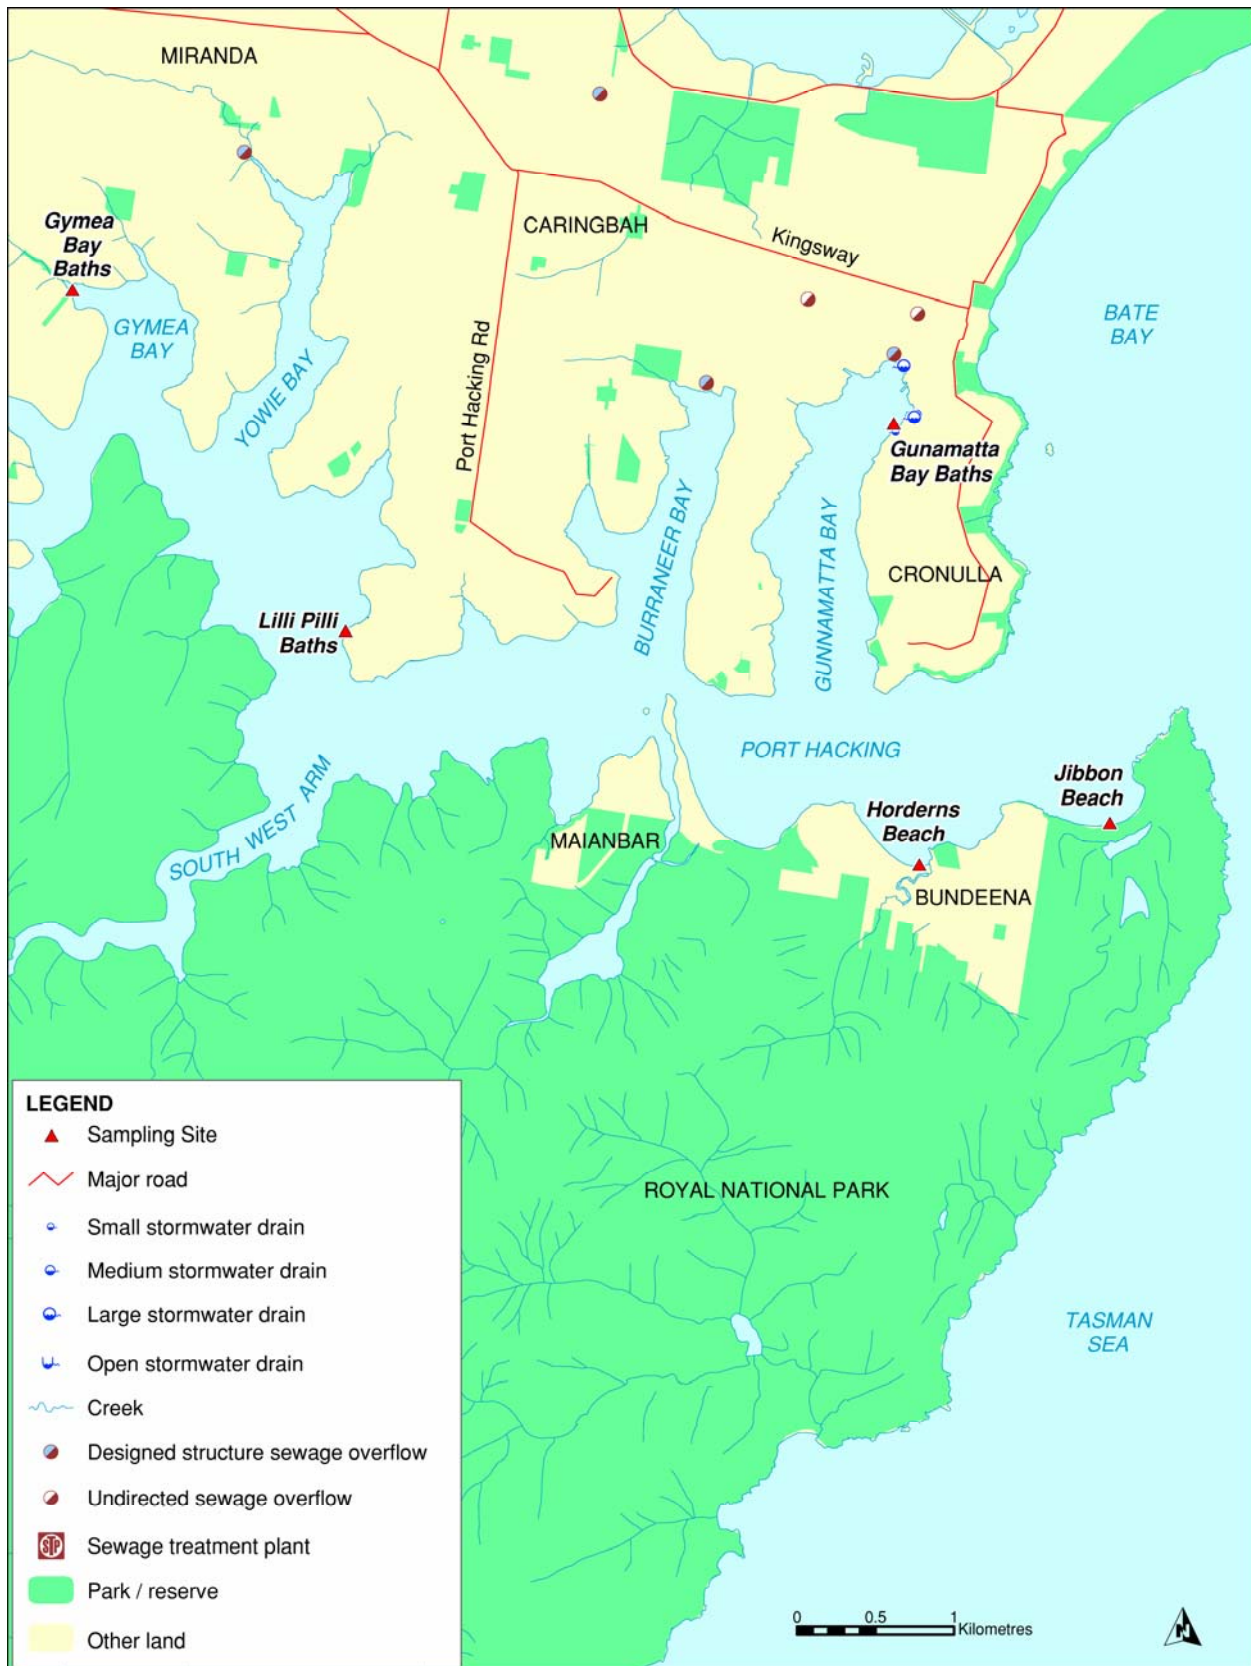 MIRANDA
Gymea
Bay
Baths
CARINGBAH
Kingsway
GYMEA
BAY
BATE
BAY
YOWIE BAY
Port Hacking Rd
Gunamatta
Bay Baths
BURRANEER BAY
GUNNAMATTA BAY
CRONULLA
Lilli Pilli
Baths
PORT HACKING
Jibbon
Beach
SOUTH WEST ARM
Horderns
Beach
MAIANBAR
BUNDEENA
ROYAL NATIONAL PARK
TASMAN
SEA
LEGEND
Sampling Site
Major road
Small stormwater drain
Medium stormwater drain
Large stormwater drain
Open stormwater drain
Creek
Designed structure sewage overflow
Undirected sewage overflow
STP Sewage treatment plant
Park / reserve
Other land
0 0.5 1
Kilometres
N